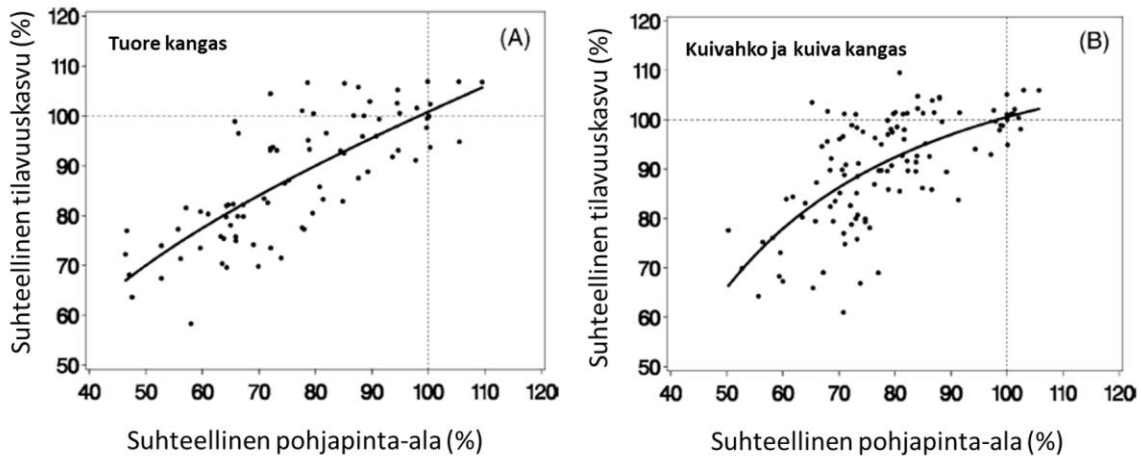 Tuore kangas
(A)
Suhteellinen tilavuuskasvu (%)
120
110
100
90
80
70
60
50
40 50 60 70 80 90 100 110 120
Suhteellinen pohjapinta-ala (%)
Kuivahko ja kuiva kangas
(B)
Suhteellinen tilavuuskasvu (%)
120
110
100
90
80
70
60
50
40 50 60 70 80 90 100 110 120
Suhteellinen pohjapinta-ala (%)